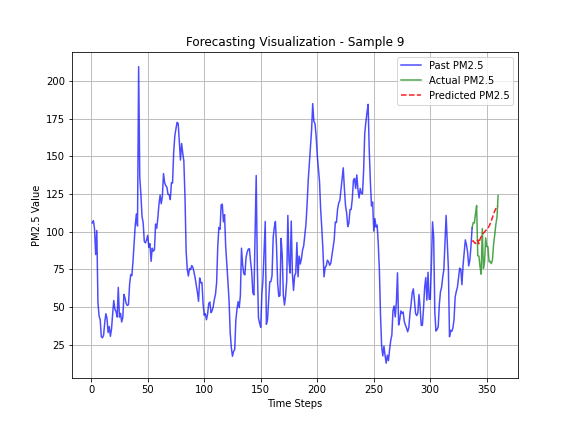 Forecasting Visualization - Sample 9
Past PM2.5
Actual PM2.5
Predicted PM2.5
PM2.5 Value
200
175
150
125
100
75
50
25
0 50 100 150 200 250 300 350
Time Steps